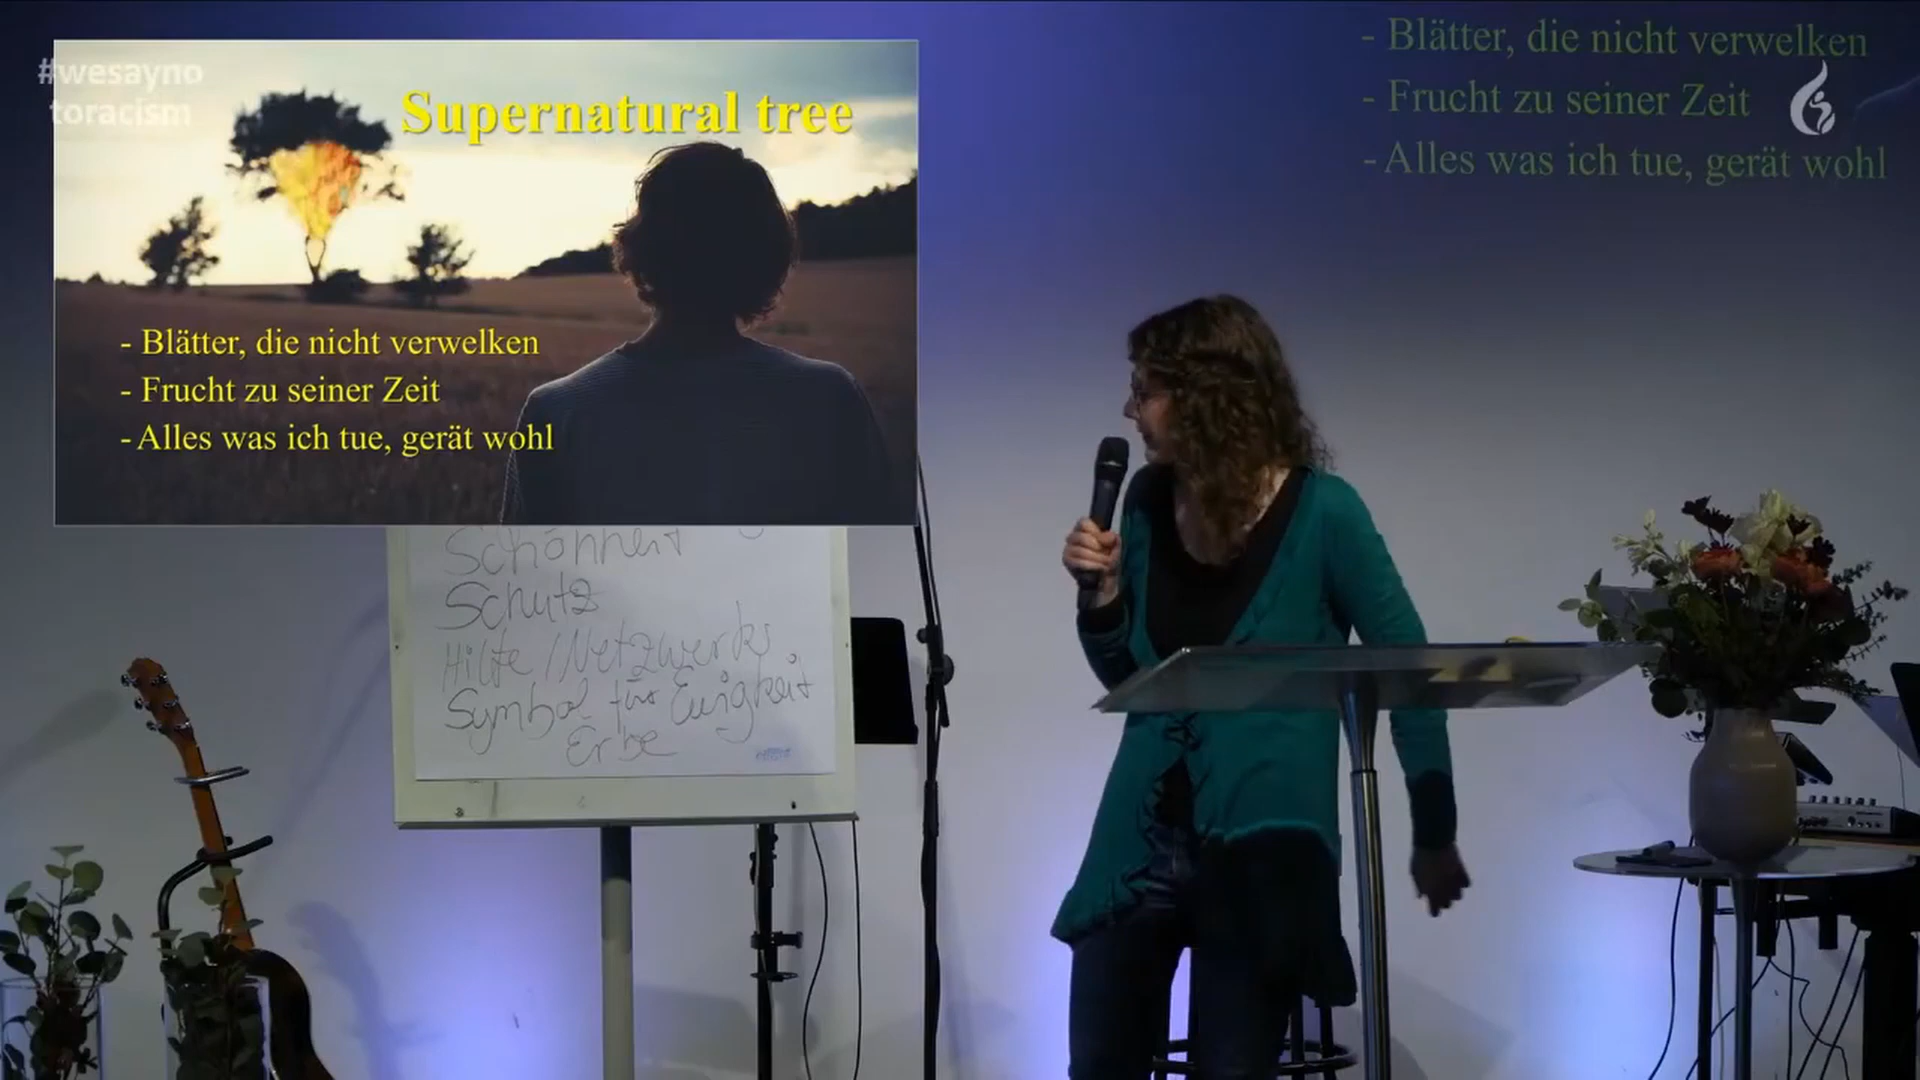 #wesayno
toracism
Supernatural tree
- Blätter, die nicht verwelken
- Frucht zu seiner Zeit
- Alles was ich tue, gerät wohl
- Blätter, die nicht verwelken
- Frucht zu seiner Zeit
- Alles was ich tue, gerät wohl
Schönheit
Schutz
Hilfe / Netzwerk
Symbol für Ewigkeit
Erbe